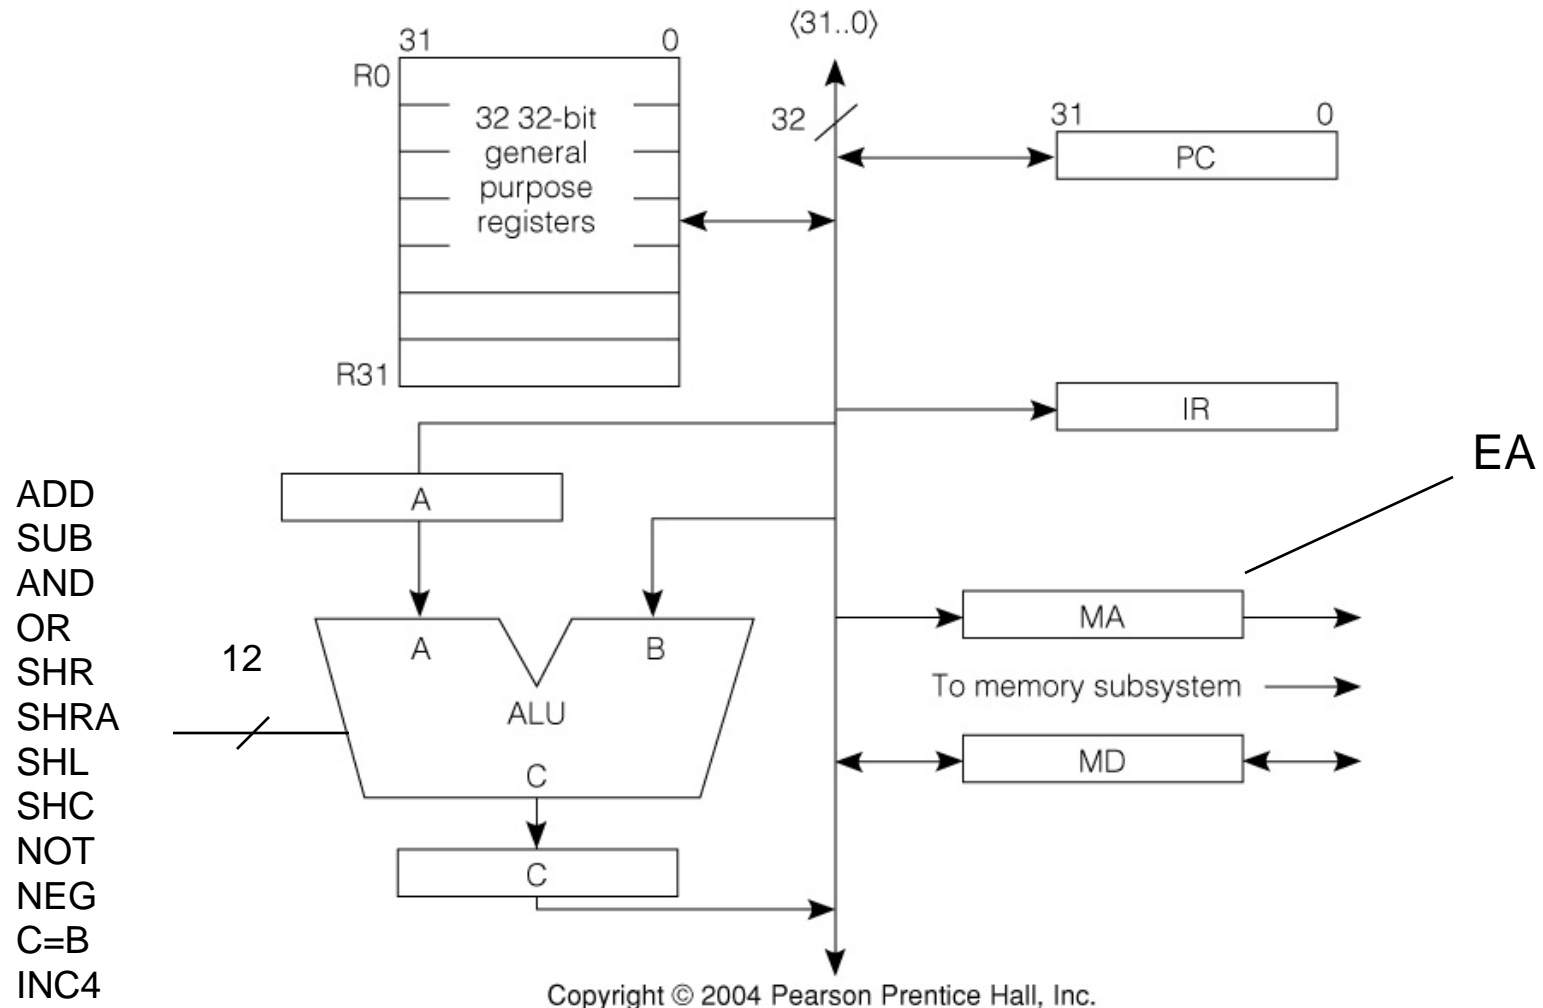 ⟨31..0⟩
31 0
R0
32 32-bit
general
purpose
registers
R31
32
31 0
PC
IR
EA
A
ADD
SUB
AND
OR
SHR
SHRA
SHL
SHC
NOT
NEG
C=B
INC4
12
A B
ALU
C
C
MA
To memory subsystem
MD
Copyright © 2004 Pearson Prentice Hall, Inc.